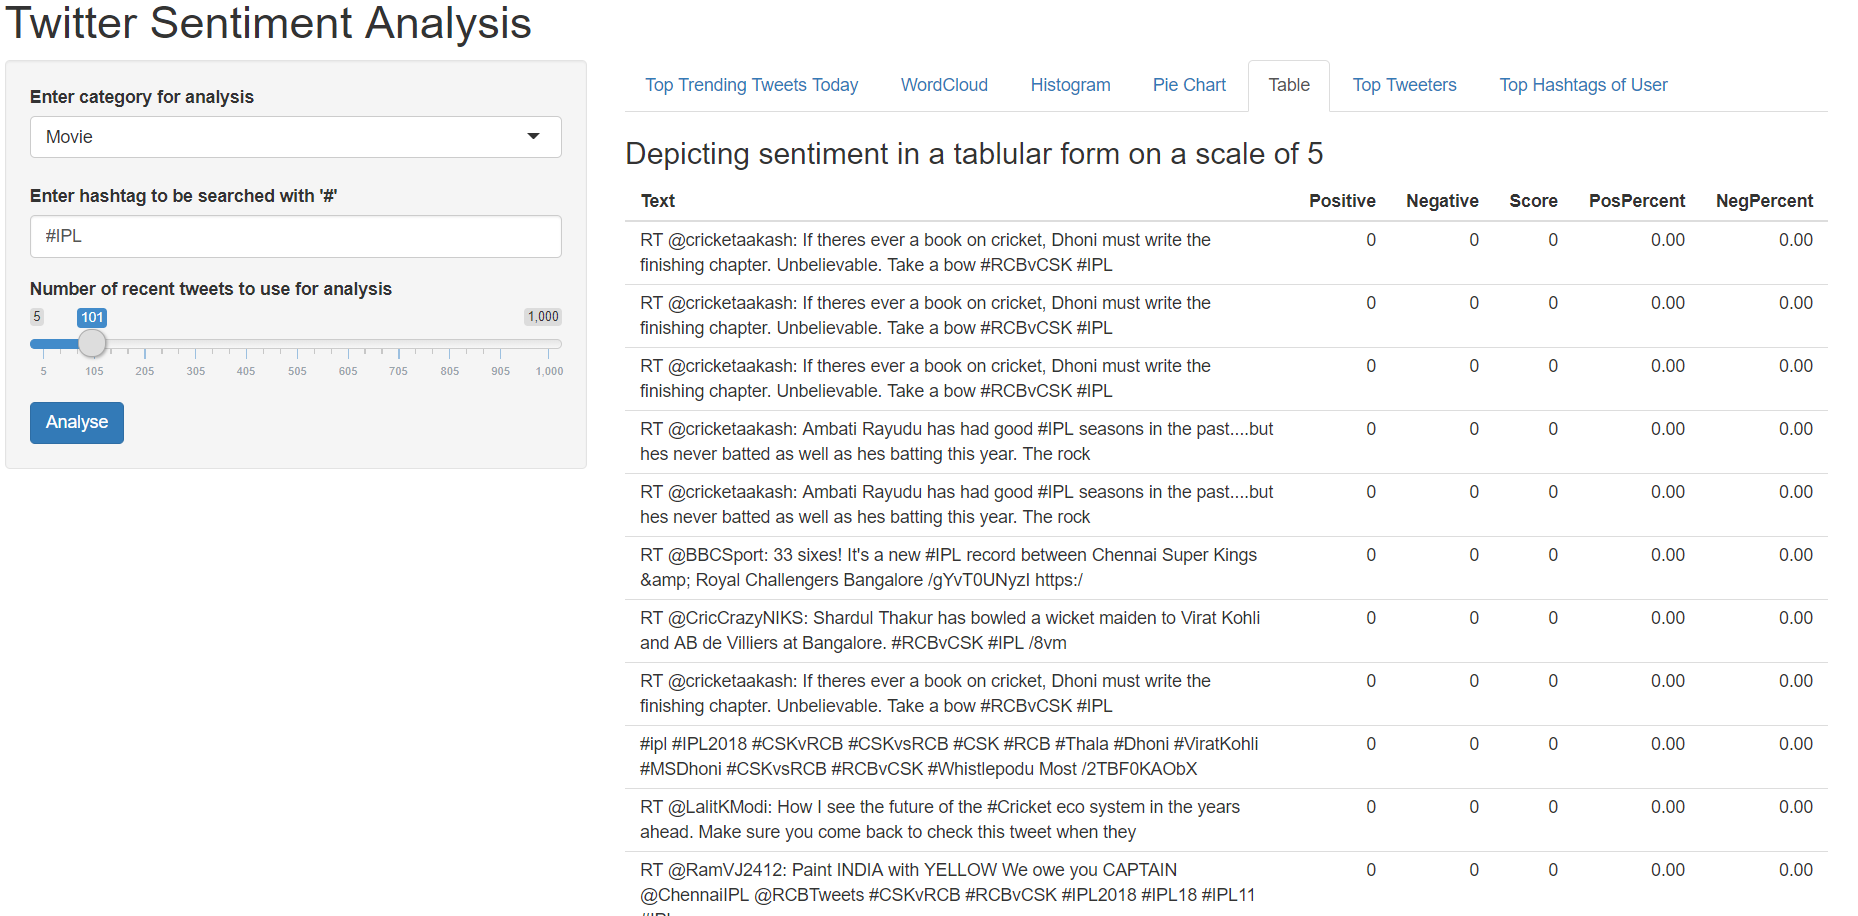 Twitter Sentiment Analysis
Enter category for analysis
Movie
Enter hashtag to be searched with '#'
#IPL
Number of recent tweets to use for analysis
5 101 1,000
5 105 205 305 405 505 605 705 805 905 1,000
Analyse
Top Trending Tweets Today WordCloud Histogram Pie Chart Table Top Tweeters Top Hashtags of User
Depicting sentiment in a tablular form on a scale of 5
Text Positive Negative Score PosPercent NegPercent
RT @cricketaakash: If theres ever a book on cricket, Dhoni must write the 0 0 0 0.00 0.00
finishing chapter. Unbelievable. Take a bow #RCBvCSK #IPL
RT @cricketaakash: If theres ever a book on cricket, Dhoni must write the 0 0 0 0.00 0.00
finishing chapter. Unbelievable. Take a bow #RCBvCSK #IPL
RT @cricketaakash: If theres ever a book on cricket, Dhoni must write the 0 0 0 0.00 0.00
finishing chapter. Unbelievable. Take a bow #RCBvCSK #IPL
RT @cricketaakash: Ambati Rayudu has had good #IPL seasons in the past....but 0 0 0 0.00 0.00
hes never batted as well as hes batting this year. The rock
RT @cricketaakash: Ambati Rayudu has had good #IPL seasons in the past....but 0 0 0 0.00 0.00
hes never batted as well as hes batting this year. The rock
RT @BBCSport: 33 sixes! It's a new #IPL record between Chennai Super Kings 0 0 0 0.00 0.00
&amp; Royal Challengers Bangalore /gYvT0UNyzI https:/
RT @CricCrazyNIKS: Shardul Thakur has bowled a wicket maiden to Virat Kohli 0 0 0 0.00 0.00
and AB de Villiers at Bangalore. #RCBvCSK #IPL /8vm
RT @cricketaakash: If theres ever a book on cricket, Dhoni must write the 0 0 0 0.00 0.00
finishing chapter. Unbelievable. Take a bow #RCBvCSK #IPL
#ipl #IPL2018 #CSKvRCB #CSKvsRCB #CSK #RCB #Thala #Dhoni #ViratKohli 0 0 0 0.00 0.00
#MSDhoni #CSKvsRCB #RCBvCSK #Whistlepodu Most /2TBF0KAObX
RT @LalitKModi: How I see the future of the #Cricket eco system in the years 0 0 0 0.00 0.00
ahead. Make sure you come back to check this tweet when they
RT @RamVJ2412: Paint INDIA with YELLOW We owe you CAPTAIN 0 0 0 0.00 0.00
@ChennaiIPL @RCBTweets #CSKvRCB #RCBvCSK #IPL2018 #IPL18 #IPL11